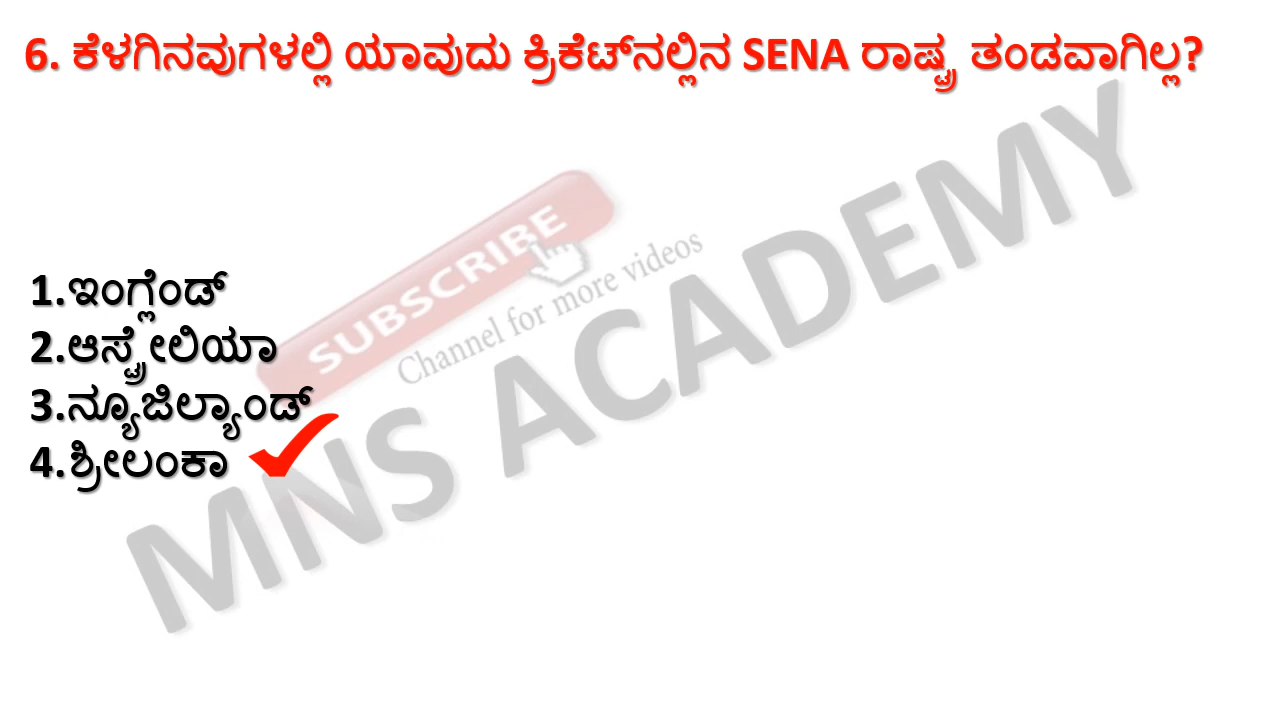 6. ಕೆಳಗಿನವುಗಳಲ್ಲಿ ಯಾವುದು ಕ್ರಿಕೆಟ್‌ನಲ್ಲಿನ SENA ರಾಷ್ಟ್ರ ತಂಡವಾಗಿಲ್ಲ?
SUBSCRIBE
Channel for more videos
MNS ACADEMY
1.ಇಂಗ್ಲೆಂಡ್
2.ಆಸ್ಟ್ರೇಲಿಯಾ
3.ನ್ಯೂಜಿಲ್ಯಾಂಡ್
4.ಶ್ರೀಲಂಕಾ